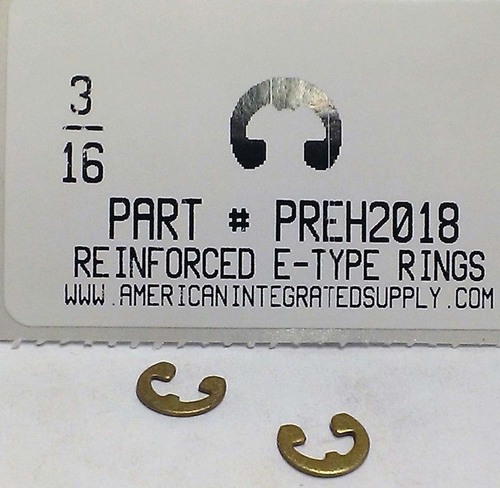 3
16
PART # PREH2018
REINFORCED E-TYPE RINGS
WWW.AMERICANINTEGRATEDSUPPLY.COM